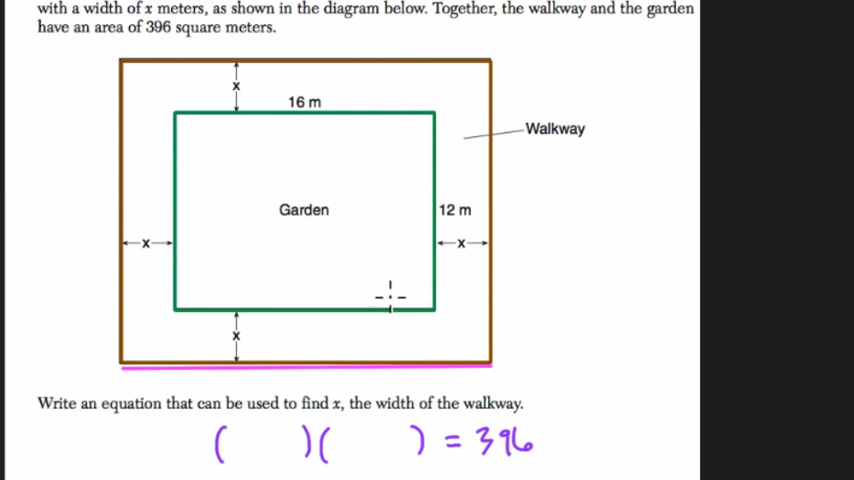 with a width of x meters, as shown in the diagram below. Together, the walkway and the garden
have an area of 396 square meters.
x
16 m
Walkway
Garden
12 m
x
x
x
Write an equation that can be used to find x, the width of the walkway.
( )( ) = 396